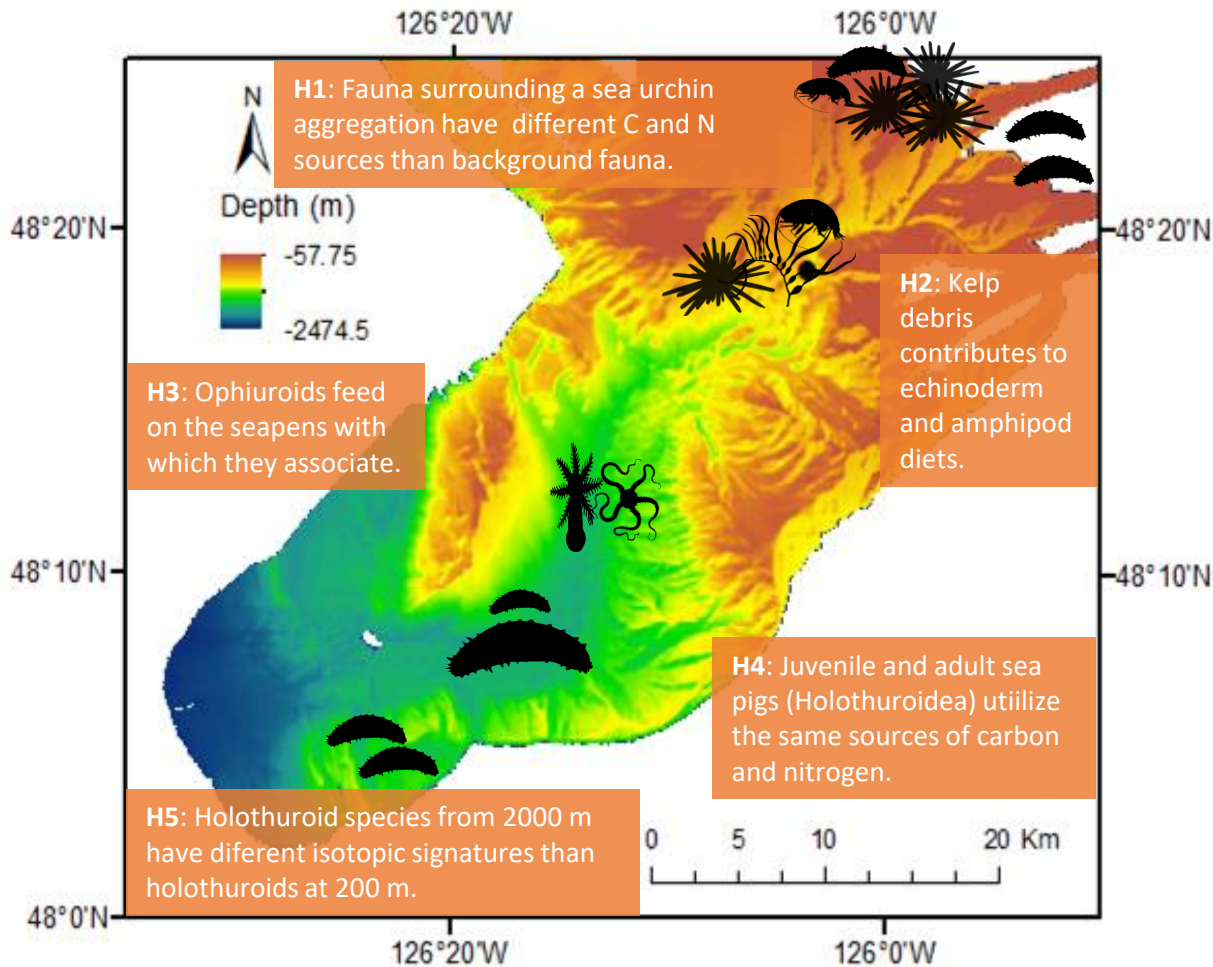 126°20'W
126°0'W
H1: Fauna surrounding a sea urchin
aggregation have different C and N
sources than background fauna.
N
Depth (m)
-57.75
-2474.5
48°20'N
48°20'N
H2: Kelp
debris
contributes to
echinoderm
and amphipod
diets.
H3: Ophiuroids feed
on the seapens with
which they associate.
48°10'N
48°10'N
H4: Juvenile and adult sea
pigs (Holothuroidea) utiilize
the same sources of carbon
and nitrogen.
H5: Holothuroid species from 2000 m
have diferent isotopic signatures than
holothuroids at 200 m.
0 5 10 20 Km
48°0'N
126°20'W
126°0'W